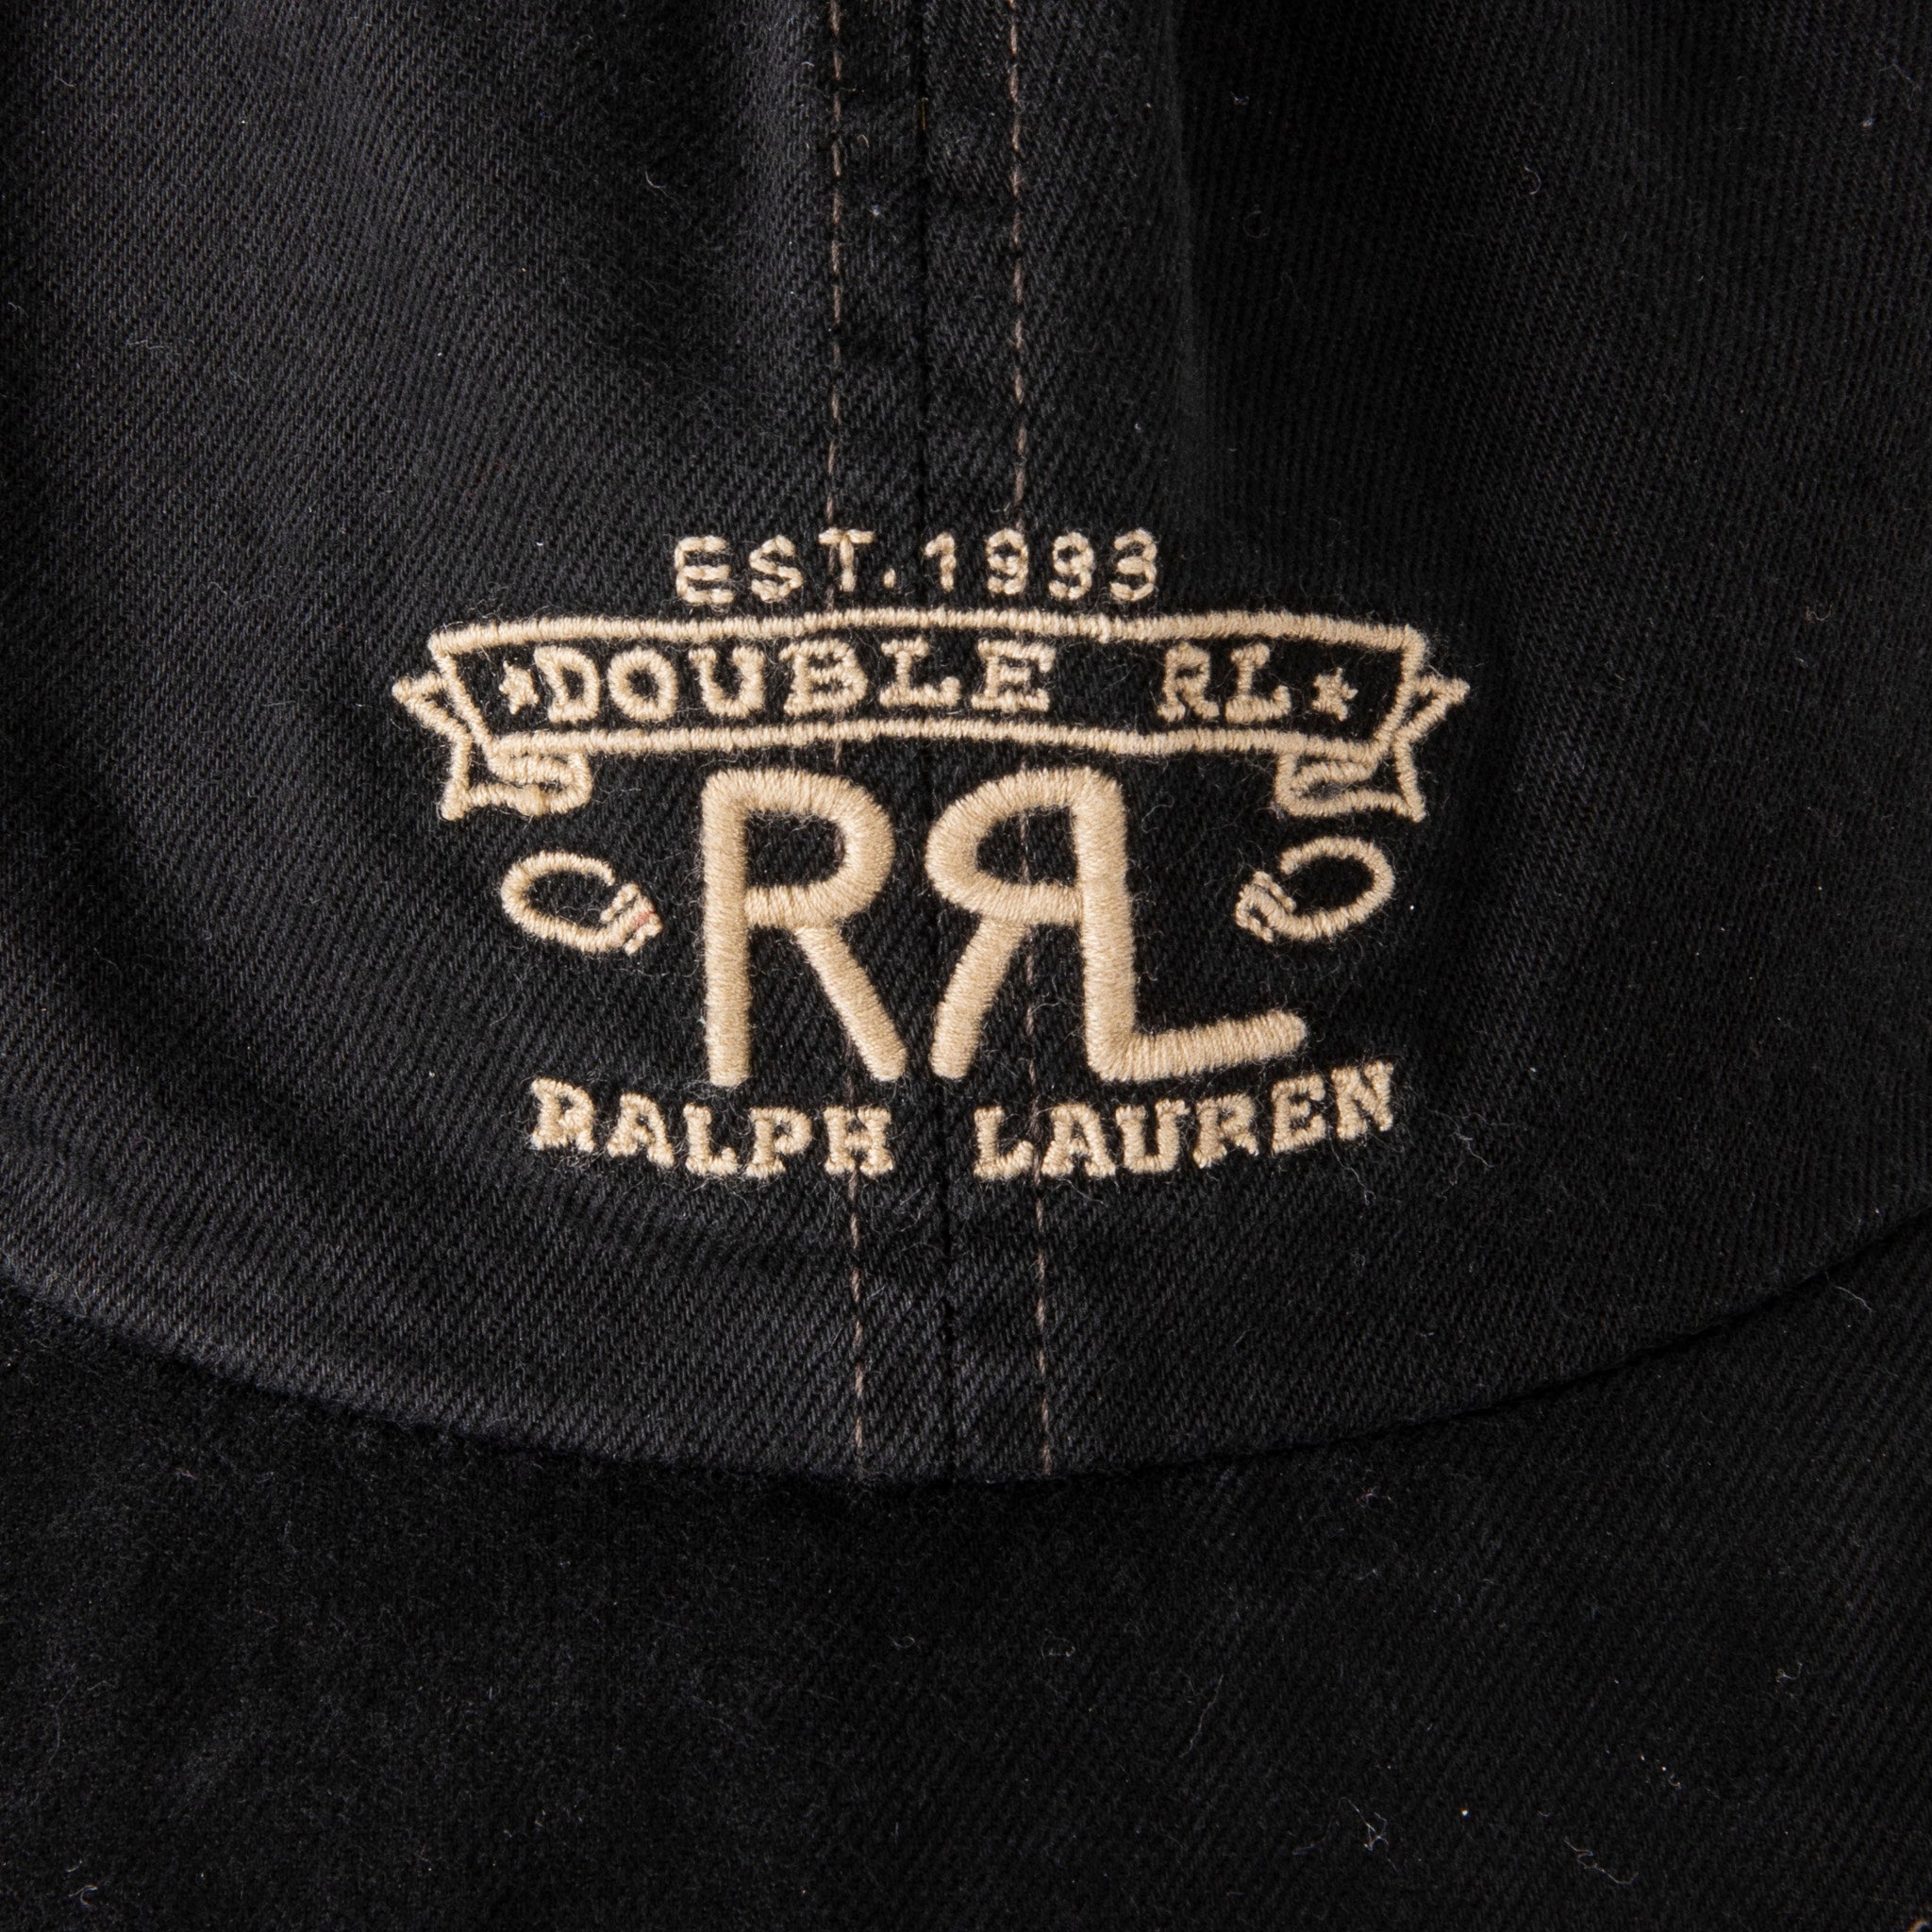 EST. 1993
★DOUBLE RL★
RRL
RALPH LAUREN